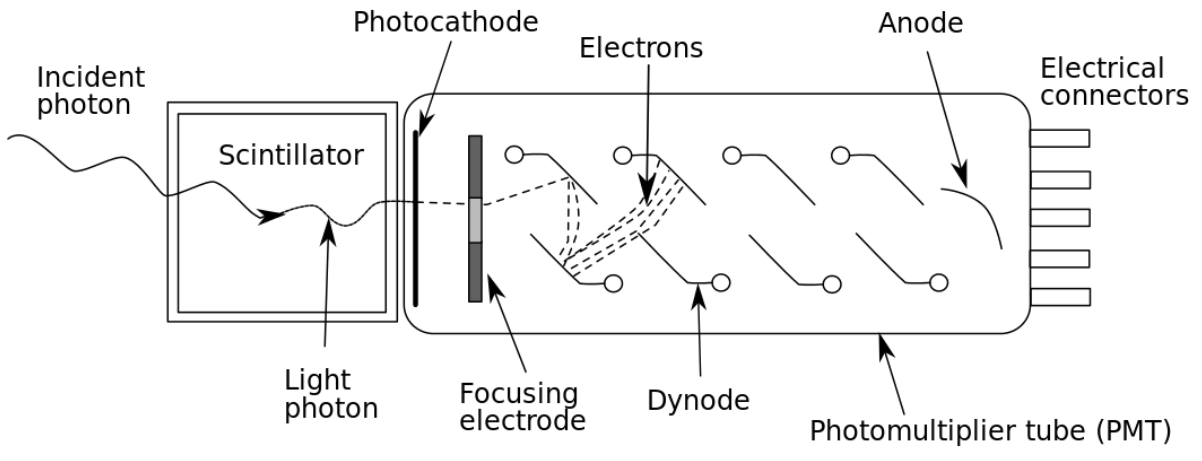 Photocathode
Anode
Electrons
Incident
photon
Electrical
connectors
Scintillator
Light
photon
Focusing
electrode
Dynode
Photomultiplier tube (PMT)